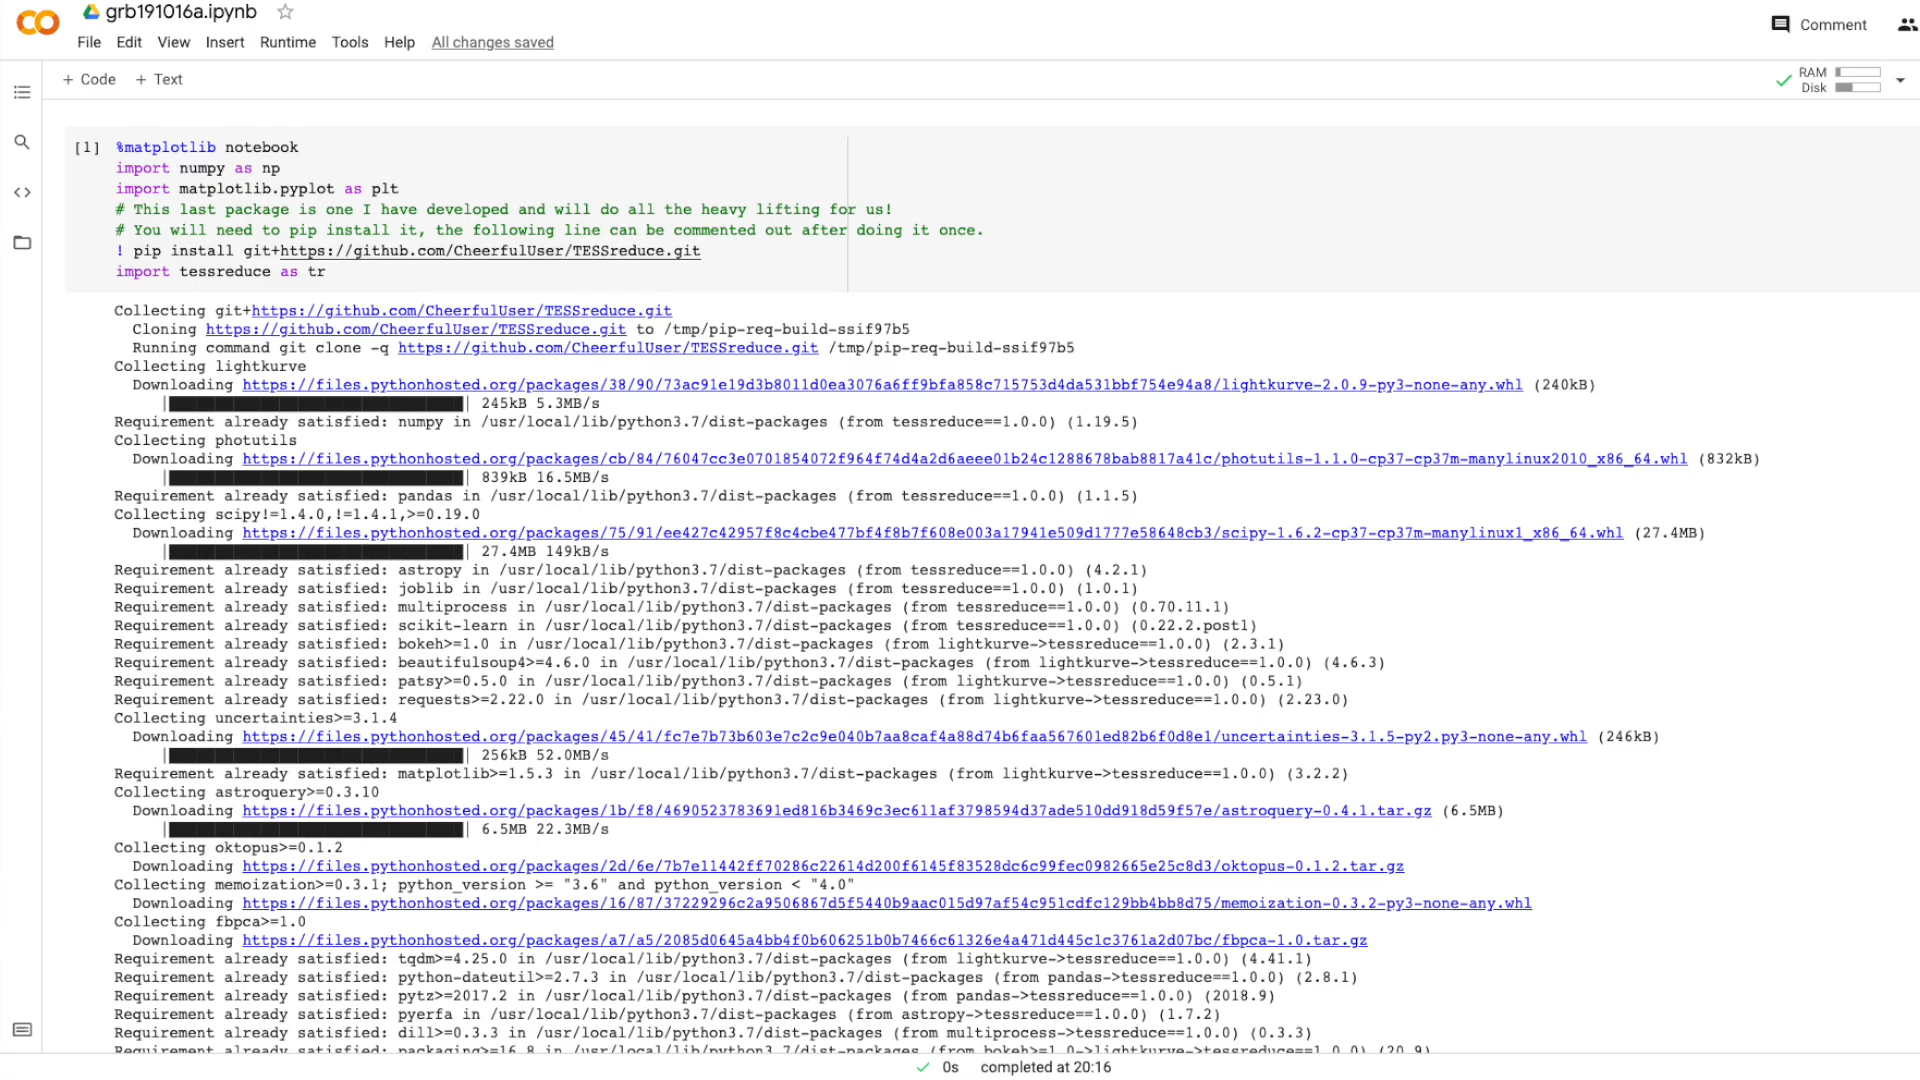 grb191016a.ipynb
File Edit View Insert Runtime Tools Help All changes saved
Comment
+ Code + Text
RAM
Disk
[1] %matplotlib notebook
import numpy as np
import matplotlib.pyplot as plt
# This last package is one I have developed and will do all the heavy lifting for us!
# You will need to pip install it, the following line can be commented out after doing it once.
! pip install git+https://github.com/CheerfulUser/TESSreduce.git
import tessreduce as tr
Collecting git+https://github.com/CheerfulUser/TESSreduce.git
Cloning https://github.com/CheerfulUser/TESSreduce.git to /tmp/pip-req-build-ssif97b5
Running command git clone -q https://github.com/CheerfulUser/TESSreduce.git /tmp/pip-req-build-ssif97b5
Collecting lightkurve
Downloading https://files.pythonhosted.org/packages/38/90/73ac91e19d3b8011d0ea3076a6ff9bfa858c715753d4da531bbf754e94a8/lightkurve-2.0.9-py3-none-any.whl (240kB)
245kB 5.3MB/s
Requirement already satisfied: numpy in /usr/local/lib/python3.7/dist-packages (from tessreduce==1.0.0) (1.19.5)
Collecting photutils
Downloading https://files.pythonhosted.org/packages/cb/84/76047cc3e0701854072f964f74d4a2d6aeee01b24c1288678bab8817a41c/photutils-1.1.0-cp37-cp37m-manylinux2010_x86_64.whl (832kB)
839kB 16.5MB/s
Requirement already satisfied: pandas in /usr/local/lib/python3.7/dist-packages (from tessreduce==1.0.0) (1.1.5)
Collecting scipy!=1.4.0,!=1.4.1,>=0.19.0
Downloading https://files.pythonhosted.org/packages/75/91/ee427c42957f8c4cbe477bf4f8b7f608e003a17941e509d1777e58648cb3/scipy-1.6.2-cp37-cp37m-manylinux1_x86_64.whl (27.4MB)
27.4MB 149kB/s
Requirement already satisfied: astropy in /usr/local/lib/python3.7/dist-packages (from tessreduce==1.0.0) (4.2.1)
Requirement already satisfied: joblib in /usr/local/lib/python3.7/dist-packages (from tessreduce==1.0.0) (1.0.1)
Requirement already satisfied: multiprocess in /usr/local/lib/python3.7/dist-packages (from tessreduce==1.0.0) (0.70.11.1)
Requirement already satisfied: scikit-learn in /usr/local/lib/python3.7/dist-packages (from tessreduce==1.0.0) (0.22.2.post1)
Requirement already satisfied: bokeh>=1.0 in /usr/local/lib/python3.7/dist-packages (from lightkurve->tessreduce==1.0.0) (2.3.1)
Requirement already satisfied: beautifulsoup4>=4.6.0 in /usr/local/lib/python3.7/dist-packages (from lightkurve->tessreduce==1.0.0) (4.6.3)
Requirement already satisfied: patsy>=0.5.0 in /usr/local/lib/python3.7/dist-packages (from lightkurve->tessreduce==1.0.0) (0.5.1)
Requirement already satisfied: requests>=2.22.0 in /usr/local/lib/python3.7/dist-packages (from lightkurve->tessreduce==1.0.0) (2.23.0)
Collecting uncertainties>=3.1.4
Downloading https://files.pythonhosted.org/packages/45/41/fc7e7b73b603e7c2c9e040b7aa8caf4a88d74b6faa567601ed82b6f0d8e1/uncertainties-3.1.5-py2.py3-none-any.whl (246kB)
256kB 52.0MB/s
Requirement already satisfied: matplotlib>=1.5.3 in /usr/local/lib/python3.7/dist-packages (from lightkurve->tessreduce==1.0.0) (3.2.2)
Collecting astroquery>=0.3.10
Downloading https://files.pythonhosted.org/packages/1b/f8/4690523783691ed816b3469c3ec611af3798594d37ade510dd918d59f57e/astroquery-0.4.1.tar.gz (6.5MB)
6.5MB 22.3MB/s
Collecting oktopus>=0.1.2
Downloading https://files.pythonhosted.org/packages/2d/6e/7b7e11442ff70286c22614d200f6145f83528dc6c99fec0982665e25c8d3/oktopus-0.1.2.tar.gz
Collecting memoization>=0.3.1; python_version >= "3.6" and python_version < "4.0"
Downloading https://files.pythonhosted.org/packages/16/87/37229296c2a9506867d5f5440b9aac015d97af54c951cdfc129bb4bb8d75/memoization-0.3.2-py3-none-any.whl
Collecting fbpca>=1.0
Downloading https://files.pythonhosted.org/packages/a7/a5/2085d0645a4bb4f0b606251b0b7466c61326e4a471d445c1c3761a2d07bc/fbpca-1.0.tar.gz
Requirement already satisfied: tqdm>=4.25.0 in /usr/local/lib/python3.7/dist-packages (from lightkurve->tessreduce==1.0.0) (4.41.1)
Requirement already satisfied: python-dateutil>=2.7.3 in /usr/local/lib/python3.7/dist-packages (from pandas->tessreduce==1.0.0) (2.8.1)
Requirement already satisfied: pytz>=2017.2 in /usr/local/lib/python3.7/dist-packages (from pandas->tessreduce==1.0.0) (2018.9)
Requirement already satisfied: pyerfa in /usr/local/lib/python3.7/dist-packages (from astropy->tessreduce==1.0.0) (1.7.2)
Requirement already satisfied: dill>=0.3.3 in /usr/local/lib/python3.7/dist-packages (from multiprocess->tessreduce==1.0.0) (0.3.3)
Requirement already satisfied: packaging>=16.8 in /usr/local/lib/python3.7/dist-packages (from bokeh>=1.0->lightkurve->tessreduce==1.0.0) (20.9)
0s completed at 20:16